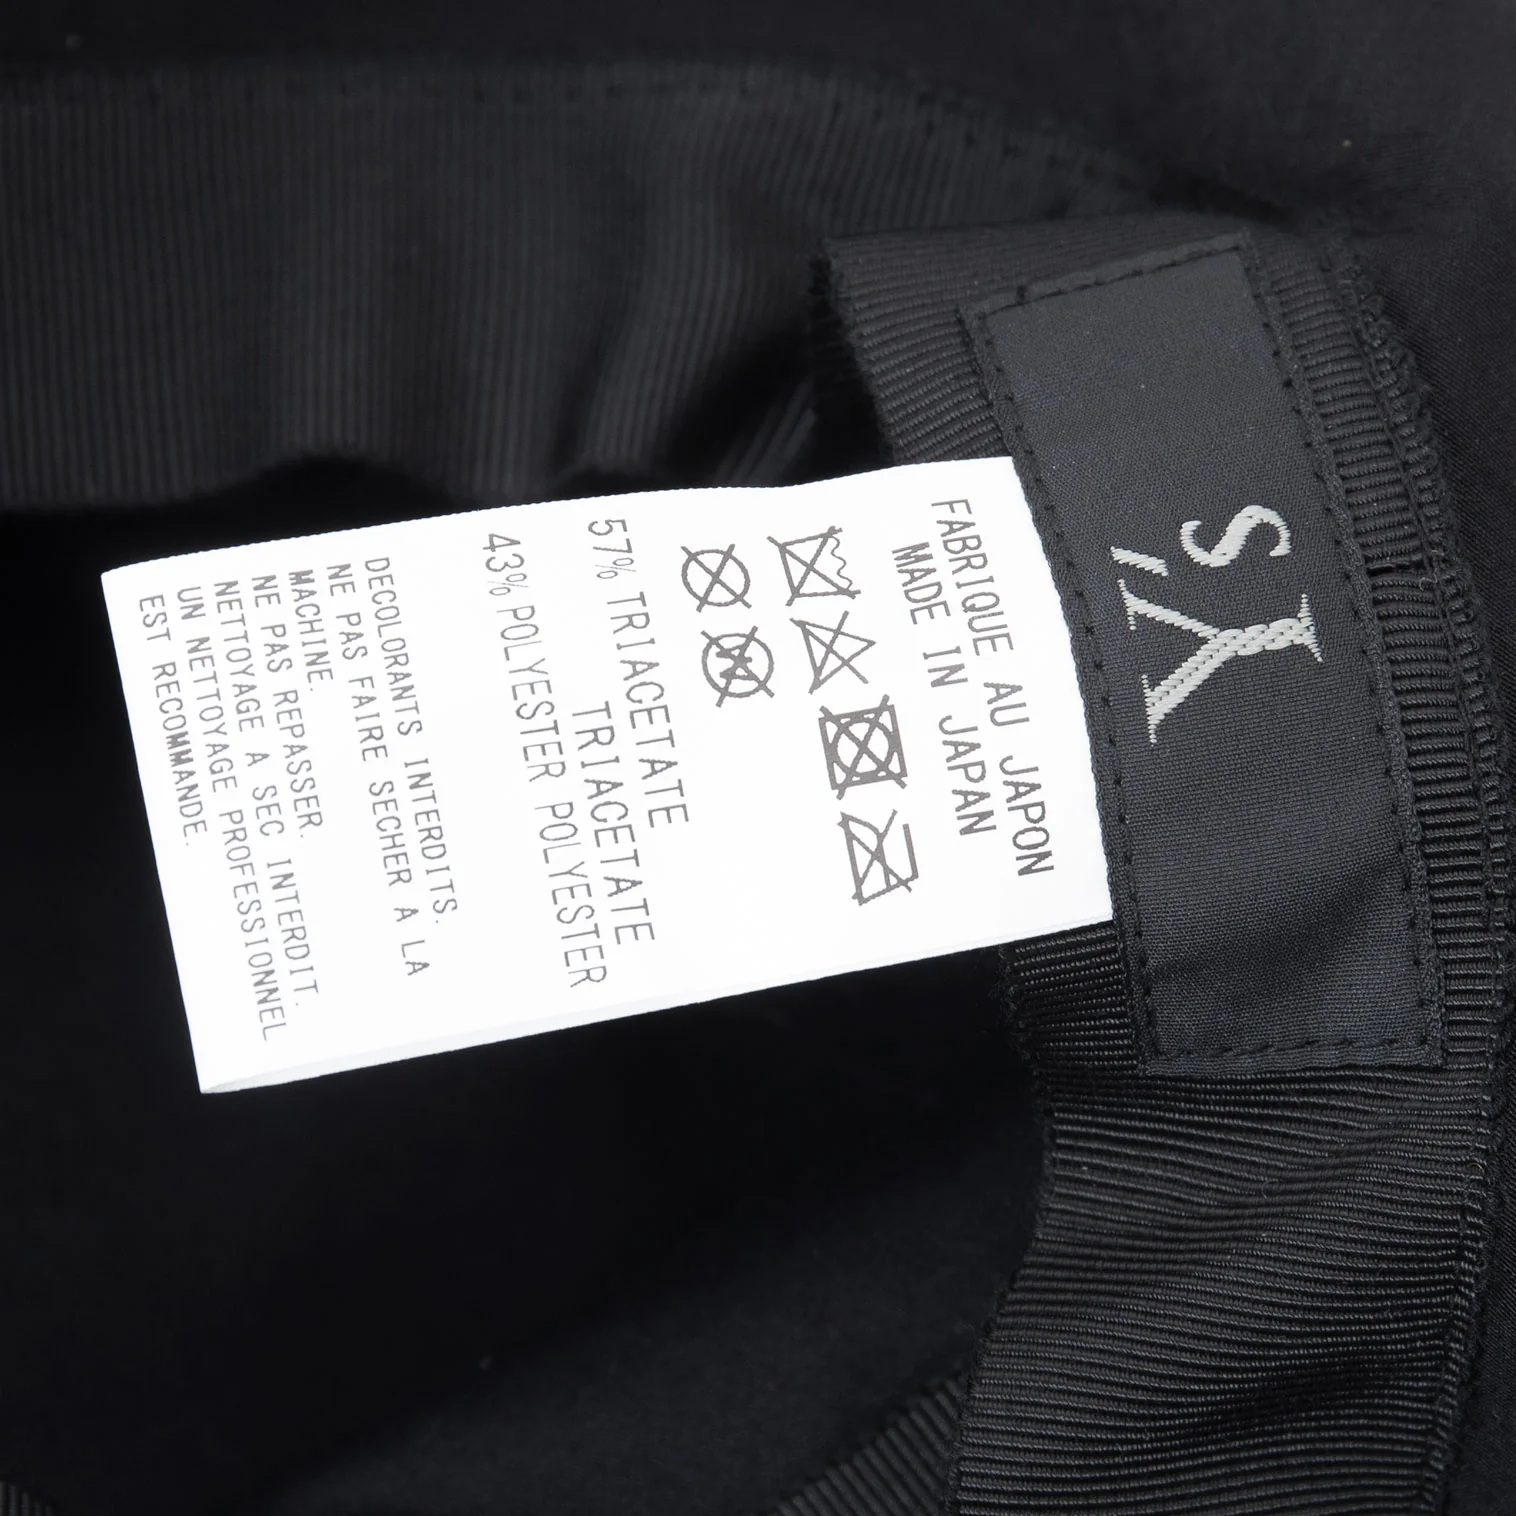 Y's
FABRIQUE AU JAPON
MADE IN JAPAN
57% TRIACETATE
TRIACETATE
43% POLYESTER POLYESTER
DECOLORANTS INTERDITS.
NE PAS FAIRE SECHER A LA
MACHINE.
NE PAS REPASSER.
NETTOYAGE A SEC INTERDIT.
UN NETTOYAGE PROFESSIONNEL
EST RECOMMANDE.